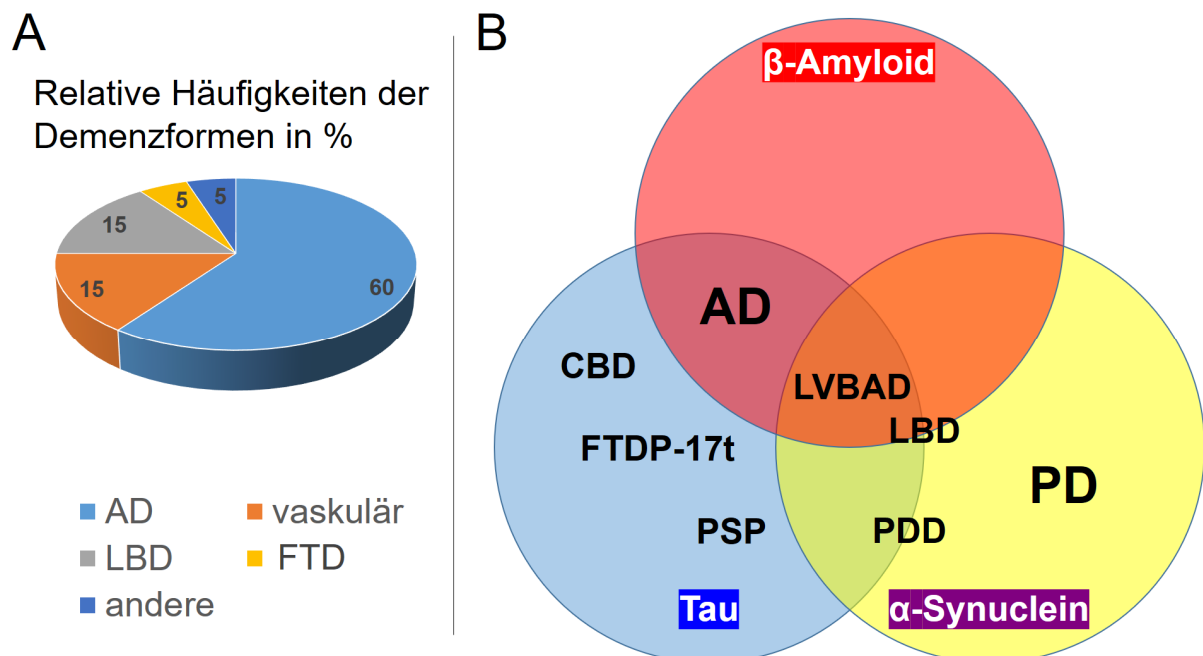 A
Relative Häufigkeiten der
Demenzformen in %
5
5
15
15
60
AD
vaskulär
LBD
FTD
andere
B
β-Amyloid
AD
CBD
LVBAD
LBD
FTDP-17t
PD
PSP
PDD
Tau
α-Synuclein